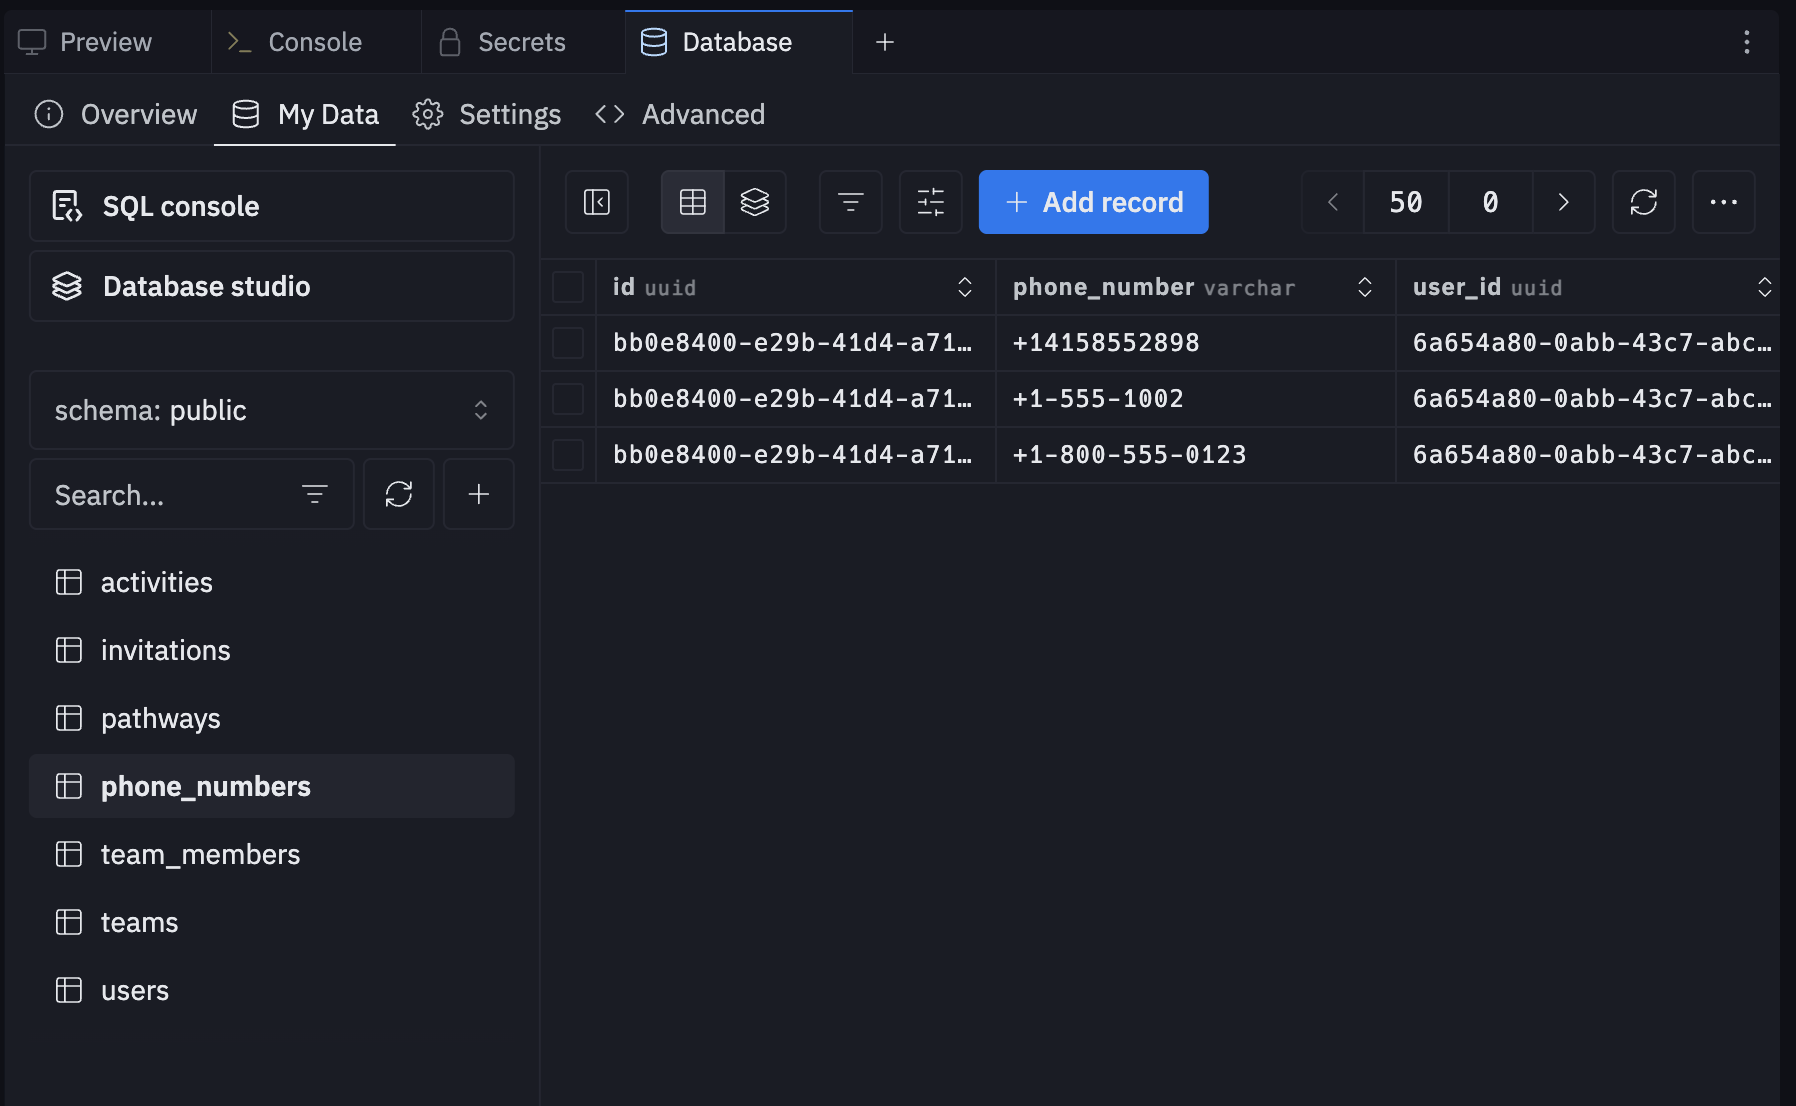 Preview
Console
Secrets
Database
Overview
My Data
Settings
Advanced
SQL console
Database studio
schema: public
Search...
activities
invitations
pathways
phone_numbers
team_members
teams
users
Add record
50
0
id uuid
phone_number varchar
user_id uuid
bb0e8400-e29b-41d4-a71… +14158552898 6a654a80-0abb-43c7-abc…
bb0e8400-e29b-41d4-a71… +1-555-1002 6a654a80-0abb-43c7-abc…
bb0e8400-e29b-41d4-a71… +1-800-555-0123 6a654a80-0abb-43c7-abc…